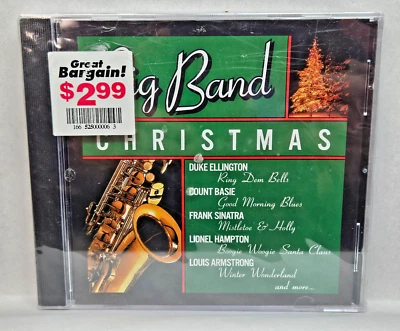 Great
Bargain!
$2.99
166 525000006 3
Big Band
CHRISTMAS
DUKE ELLINGTON
Ring Dem Bells
COUNT BASIE
Good Morning Blues
FRANK SINATRA
Mistletoe & Holly
LIONEL HAMPTON
Boogie Woogie Santa Claus
LOUIS ARMSTRONG
Winter Wonderland
and more...